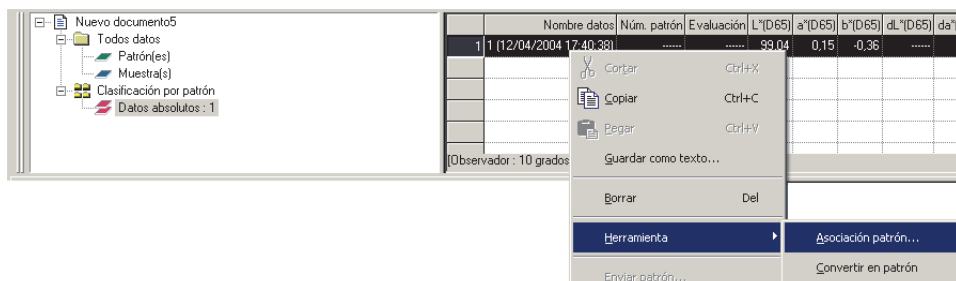 Nuevo documento5
Todos datos
Patrón(es)
Muestra(s)
Clasificación por patrón
Datos absolutos : 1
Nombre datos Núm. patrón Evaluación L*(D65) a*(D65) b*(D65) dL*(D65) da*(
1 1 (12/04/2004 17:40:38) ------ ------ 99,04 0,15 -0,36 ------
[Observador : 10 grados
Cortar Ctrl+X
Copiar Ctrl+C
Pegar Ctrl+V
Guardar como texto...
Borrar Del
Herramienta
Enviar patrón...
Asociación patrón...
Convertir en patrón